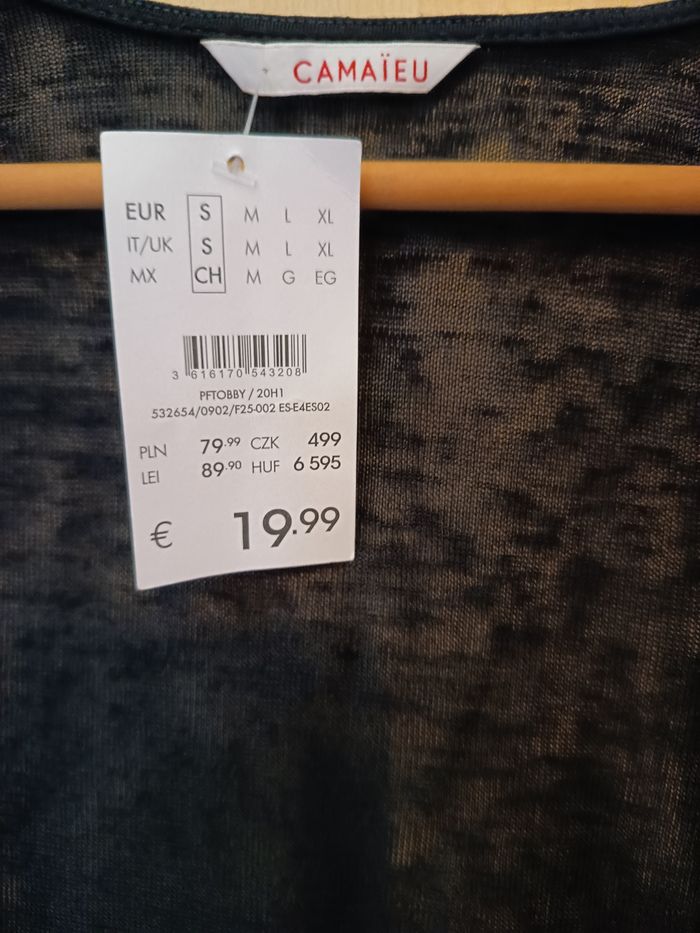 CAMAÏEU
EUR S M L XL
IT/UK S M L XL
MX CH M G EG
3 616170 543208
PFTOBBY / 20H1
532654/0902/F25-002 ES-E4ES02
PLN 79.99 CZK 499
LEI 89.90 HUF 6 595
€ 19.99